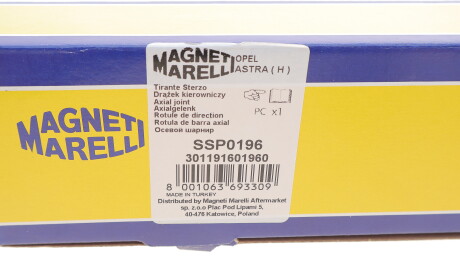 MAGNETI
MARELLI
OPEL
ASTRA ( H )
Tirante Sterzo
Drążek kierowniczy
Axial joint
Axialgelenk
Rotule de direction
Rotula de barra axial
Осевой шарнир
PC x1
SSP0196
301191601960
8 001063 693309
MADE IN TURKEY
Distributed by Magneti Marelli Aftermarket
sp. z.o.o Plac Pod Lipami 5,
40-476 Katowice, Poland
MAGNETI
MARELLI